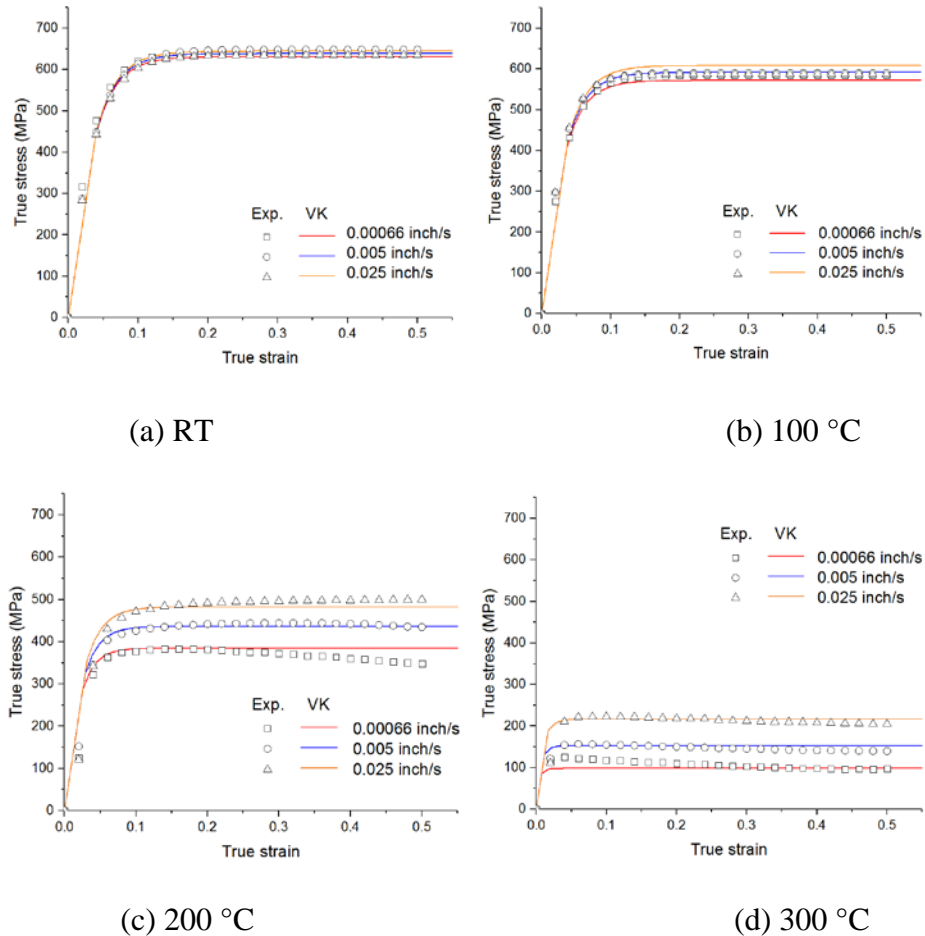 700
600
500
400
300
200
100
0
True stress (MPa)
Exp. VK
0.00066 inch/s
0.005 inch/s
0.025 inch/s
0.0 0.1 0.2 0.3 0.4 0.5
True strain
(a) RT
700
600
500
400
300
200
100
0
True stress (MPa)
Exp. VK
0.00066 inch/s
0.005 inch/s
0.025 inch/s
0.0 0.1 0.2 0.3 0.4 0.5
True strain
(b) 100 °C
700
600
500
400
300
200
100
0
True stress (MPa)
Exp. VK
0.00066 inch/s
0.005 inch/s
0.025 inch/s
0.0 0.1 0.2 0.3 0.4 0.5
True strain
(c) 200 °C
700
600
500
400
300
200
100
0
True stress (MPa)
Exp. VK
0.00066 inch/s
0.005 inch/s
0.025 inch/s
0.0 0.1 0.2 0.3 0.4 0.5
True strain
(d) 300 °C